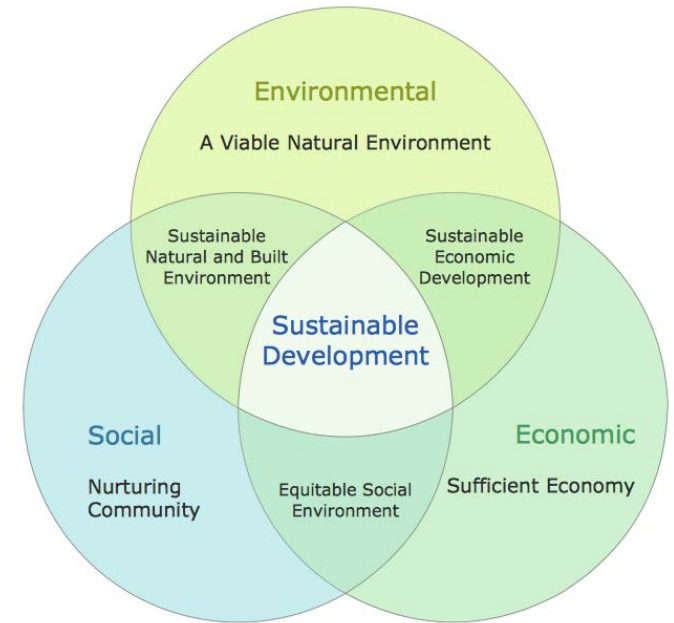 Environmental
A Viable Natural Environment
Sustainable
Natural and Built
Environment
Sustainable
Economic
Development
Sustainable
Development
Social
Nurturing
Community
Economic
Sufficient Economy
Equitable Social
Environment